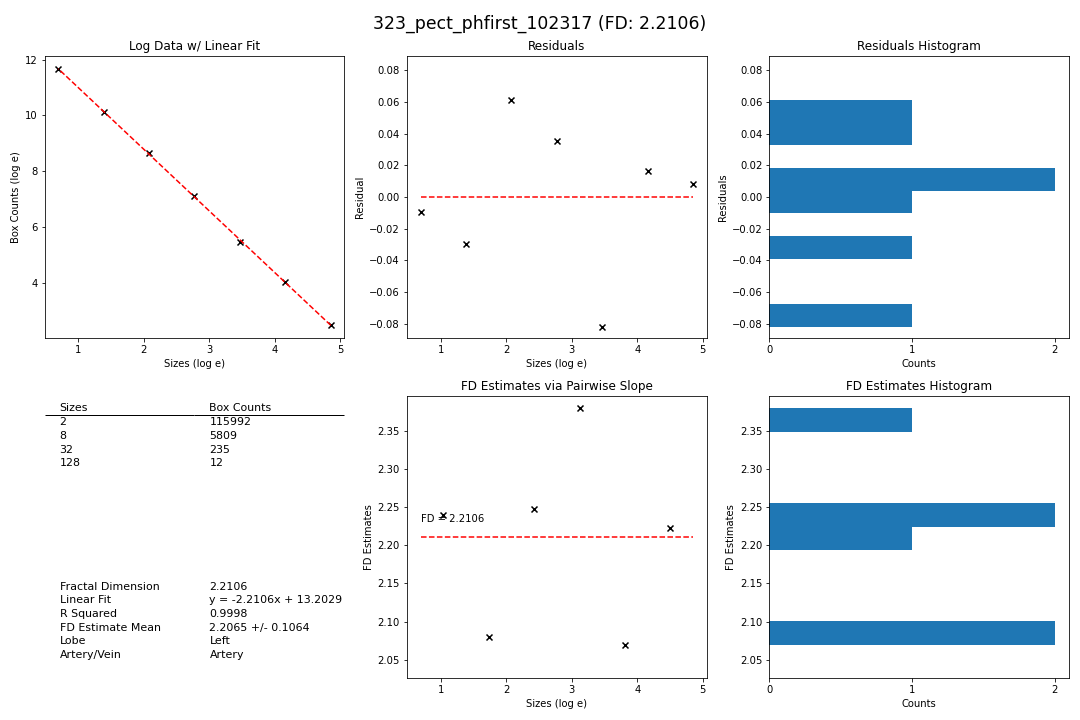 323_pect_phfirst_102317 (FD: 2.2106)
Log Data w/ Linear Fit
Box Counts (log e)
12
10
8
6
4
1 2 3 4 5
Sizes (log e)
Residuals
Residual
0.08
0.06
0.04
0.02
0.00
−0.02
−0.04
−0.06
−0.08
1 2 3 4 5
Sizes (log e)
Residuals Histogram
Residuals
0.08
0.06
0.04
0.02
0.00
−0.02
−0.04
−0.06
−0.08
0 1 2
Counts
Sizes Box Counts
2 115992
8 5809
32 235
128 12
Fractal Dimension 2.2106
Linear Fit y = -2.2106x + 13.2029
R Squared 0.9998
FD Estimate Mean 2.2065 +/- 0.1064
Lobe Left
Artery/Vein Artery
FD Estimates via Pairwise Slope
FD Estimates
2.35
2.30
2.25
2.20
2.15
2.10
2.05
FD = 2.2106
1 2 3 4 5
Sizes (log e)
FD Estimates Histogram
FD Estimates
2.35
2.30
2.25
2.20
2.15
2.10
2.05
0 1 2
Counts